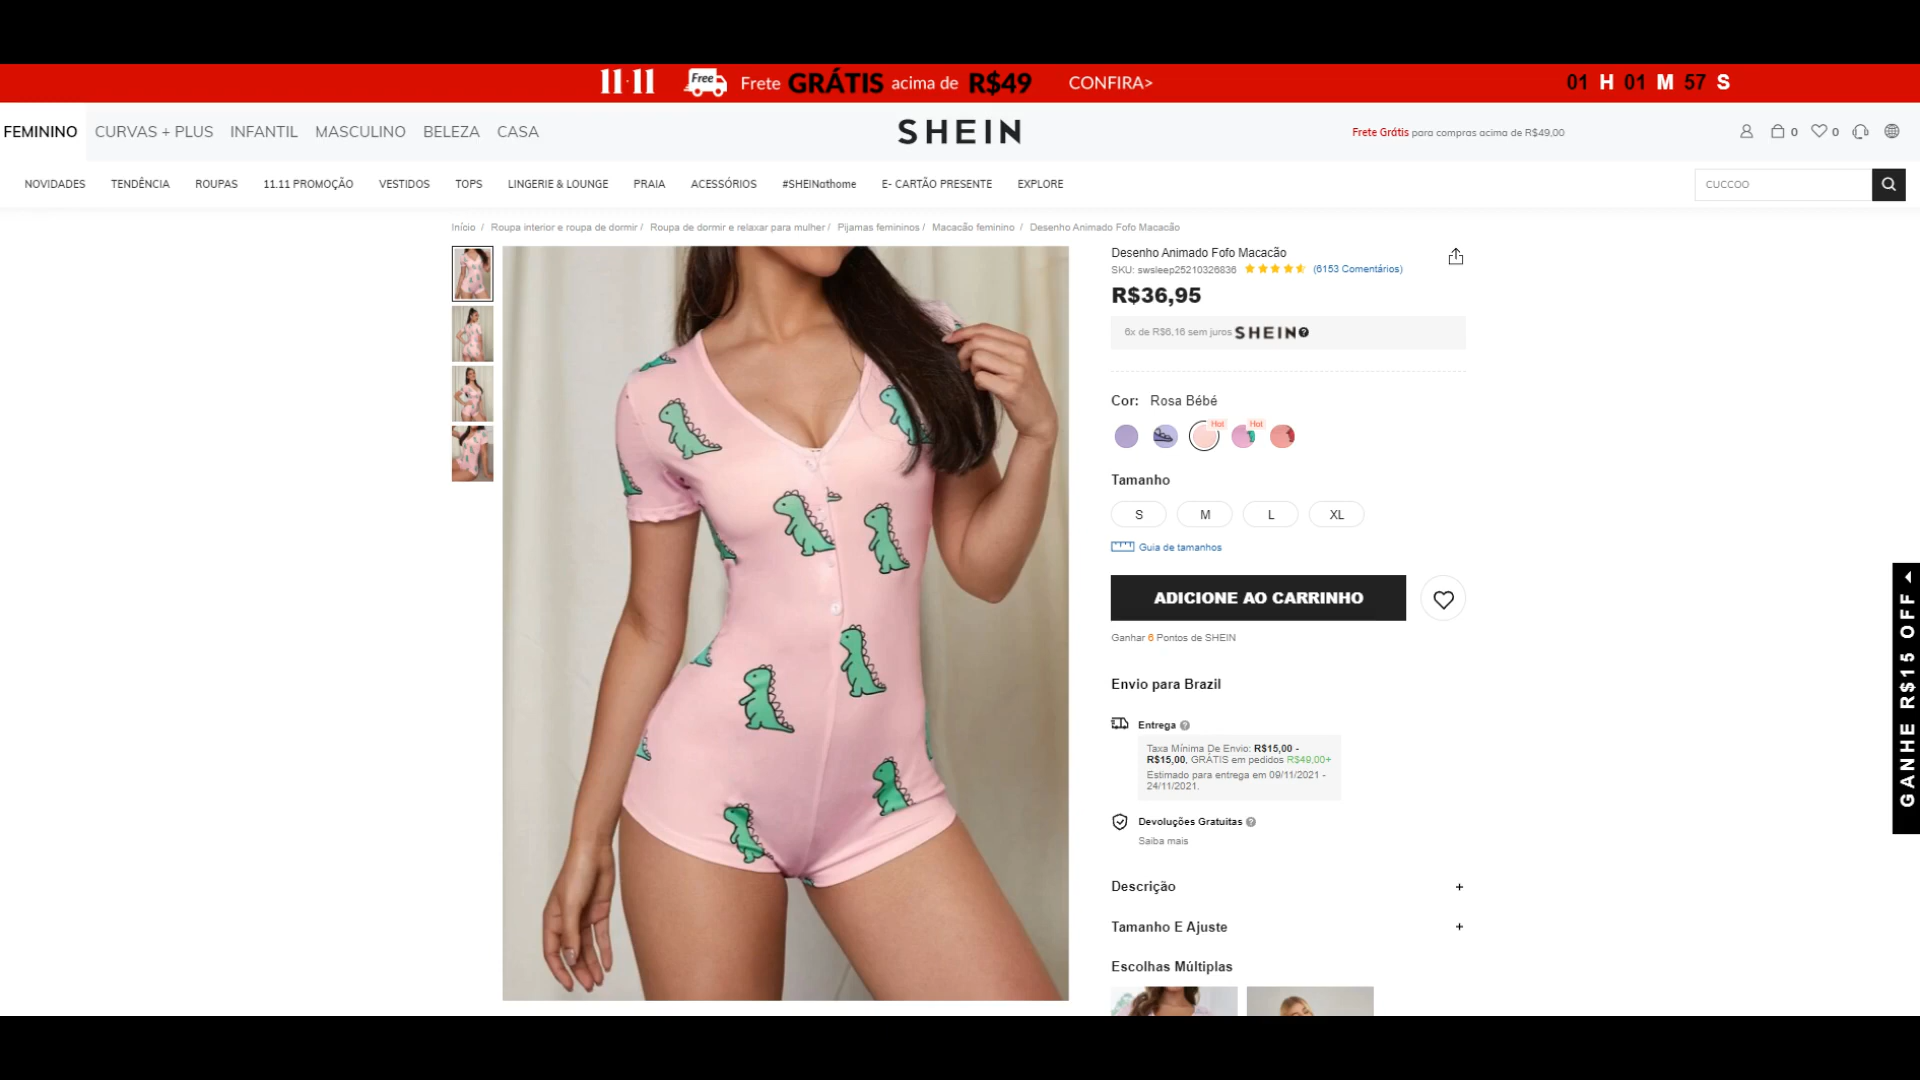 11·11 Free Frete GRÁTIS acima de R$49 CONFIRA> 01 H 01 M 57 S
FEMININO CURVAS + PLUS INFANTIL MASCULINO BELEZA CASA SHEIN Frete Grátis para compras acima de R$49,00 0 0
NOVIDADES TENDÊNCIA ROUPAS 11.11 PROMOÇÃO VESTIDOS TOPS LINGERIE & LOUNGE PRAIA ACESSÓRIOS #SHEINathome E- CARTÃO PRESENTE EXPLORE CUCCOO
Início / Roupa interior e roupa de dormir / Roupa de dormir e relaxar para mulher / Pijamas femininos / Macacão feminino / Desenho Animado Fofo Macacão
Desenho Animado Fofo Macacão
SKU: swsleep25210326836 (6153 Comentários)
R$36,95
6x de R$6,16 sem juros SHEIN?
Cor: Rosa Bébé
Hot Hot
Tamanho
S M L XL
Guia de tamanhos
ADICIONE AO CARRINHO
Ganhar 6 Pontos de SHEIN
Envio para Brazil
Entrega ?
Taxa Mínima De Envio: R$15,00 -
R$15,00, GRÁTIS em pedidos R$49,00+
Estimado para entrega em 09/11/2021 -
24/11/2021.
Devoluções Gratuitas ?
Saiba mais
Descrição +
Tamanho E Ajuste +
Escolhas Múltiplas
GANHE R$15 OFF